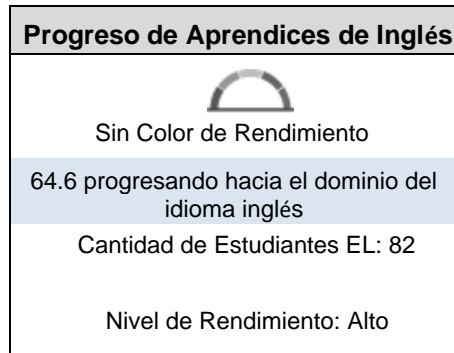 Progreso de Aprendices de Inglés
Sin Color de Rendimiento
64.6 progresando hacia el dominio del
idioma inglés
Cantidad de Estudiantes EL: 82
Nivel de Rendimiento: Alto